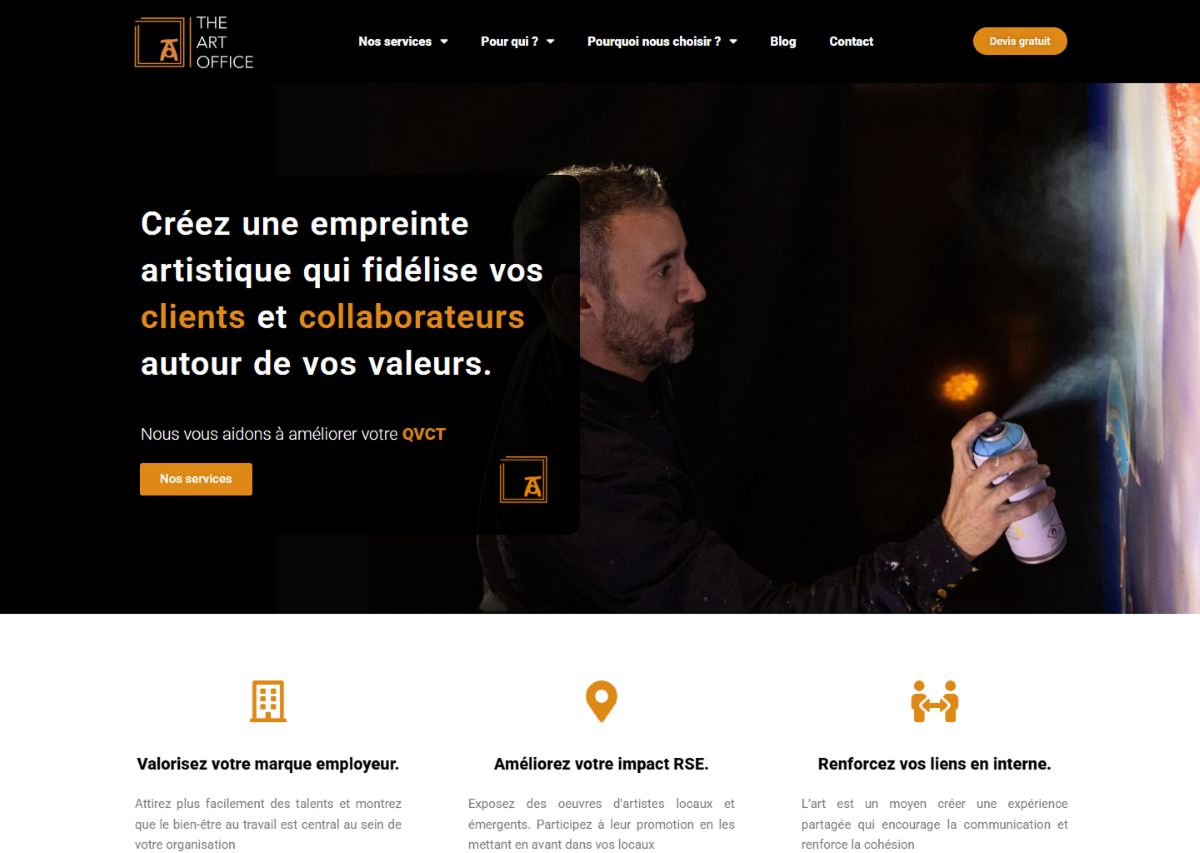 THE
ART
OFFICE
Nos services
Pour qui ?
Pourquoi nous choisir ?
Blog
Contact
Devis gratuit
Créez une empreinte
artistique qui fidélise vos
clients et collaborateurs
autour de vos valeurs.
Nous vous aidons à améliorer votre QVCT
Nos services
Valorisez votre marque employeur.
Attirez plus facilement des talents et montrez
que le bien-être au travail est central au sein de
votre organisation
Améliorez votre impact RSE.
Exposez des oeuvres d'artistes locaux et
émergents. Participez à leur promotion en les
mettant en avant dans vos locaux
Renforcez vos liens en interne.
L'art est un moyen créer une expérience
partagée qui encourage la communication et
renforce la cohésion